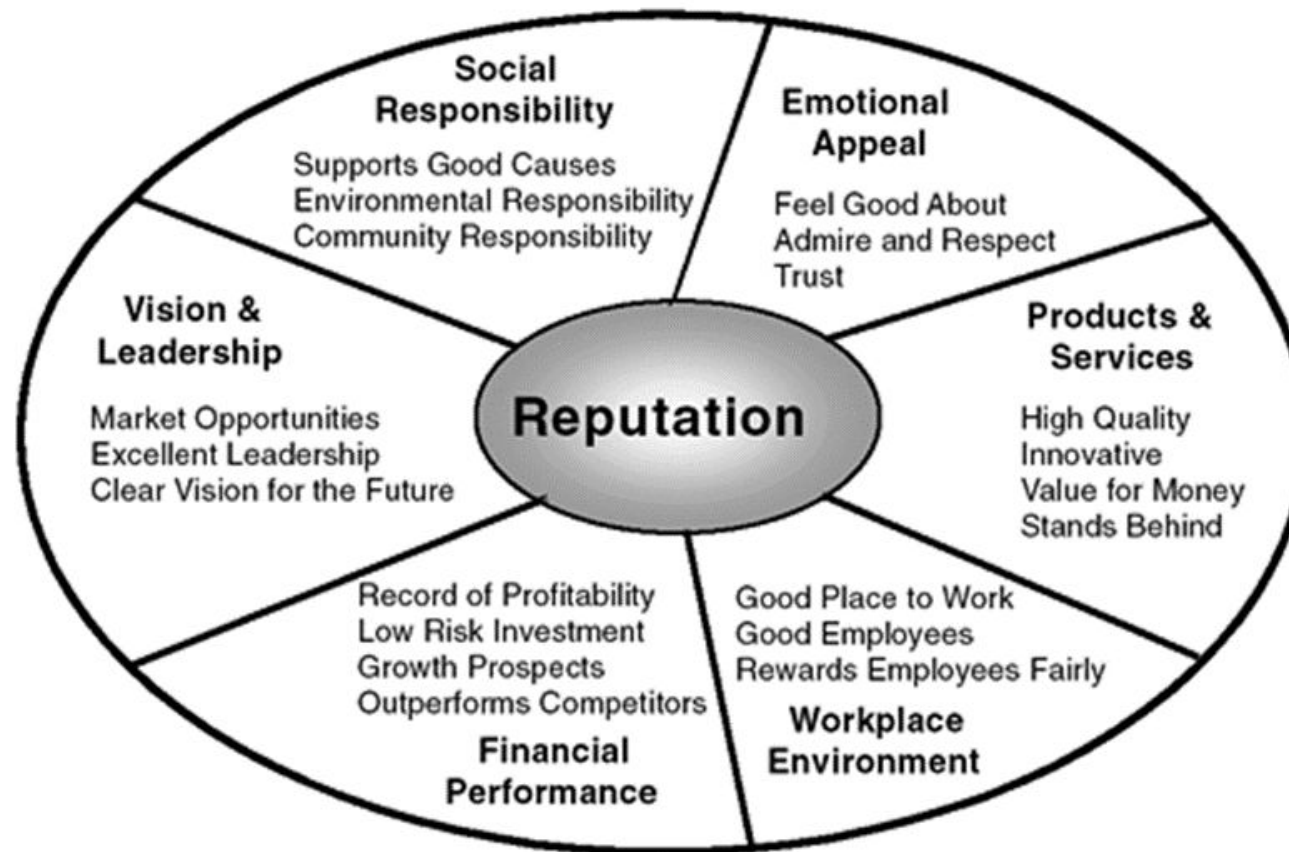 Social
Responsibility
Supports Good Causes
Environmental Responsibility
Community Responsibility
Emotional
Appeal
Feel Good About
Admire and Respect
Trust
Vision &
Leadership
Market Opportunities
Excellent Leadership
Clear Vision for the Future
Reputation
Products &
Services
High Quality
Innovative
Value for Money
Stands Behind
Record of Profitability
Low Risk Investment
Growth Prospects
Outperforms Competitors
Financial
Performance
Good Place to Work
Good Employees
Rewards Employees Fairly
Workplace
Environment